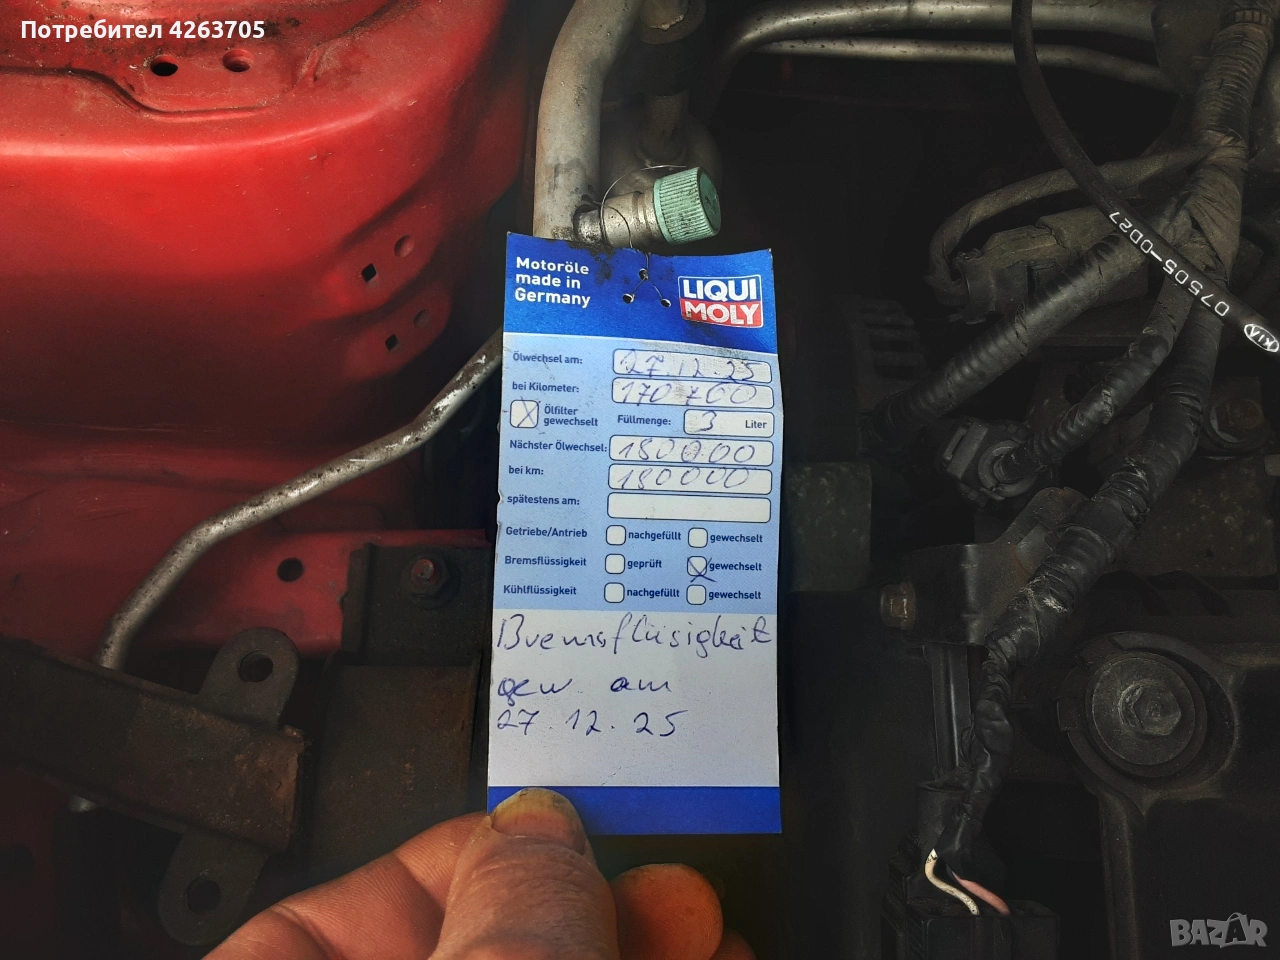 Потребител 4263705
Motoröle
made in
Germany
LIQUI
MOLY
Ölwechsel am: 27.12.25
bei Kilometer: 170 700
Ölfilter
gewechselt
Füllmenge: 3 Liter
Nächster Ölwechsel: 180000
bei km: 180000
spätestens am:
Getriebe/Antrieb nachgefüllt gewechselt
Bremsflüssigkeit geprüft gewechselt
Kühlflüssigkeit nachgefüllt gewechselt
Bremsflüsigkeit
gew. am
27.12.25
D7505-0D27
KIA
BAZAR